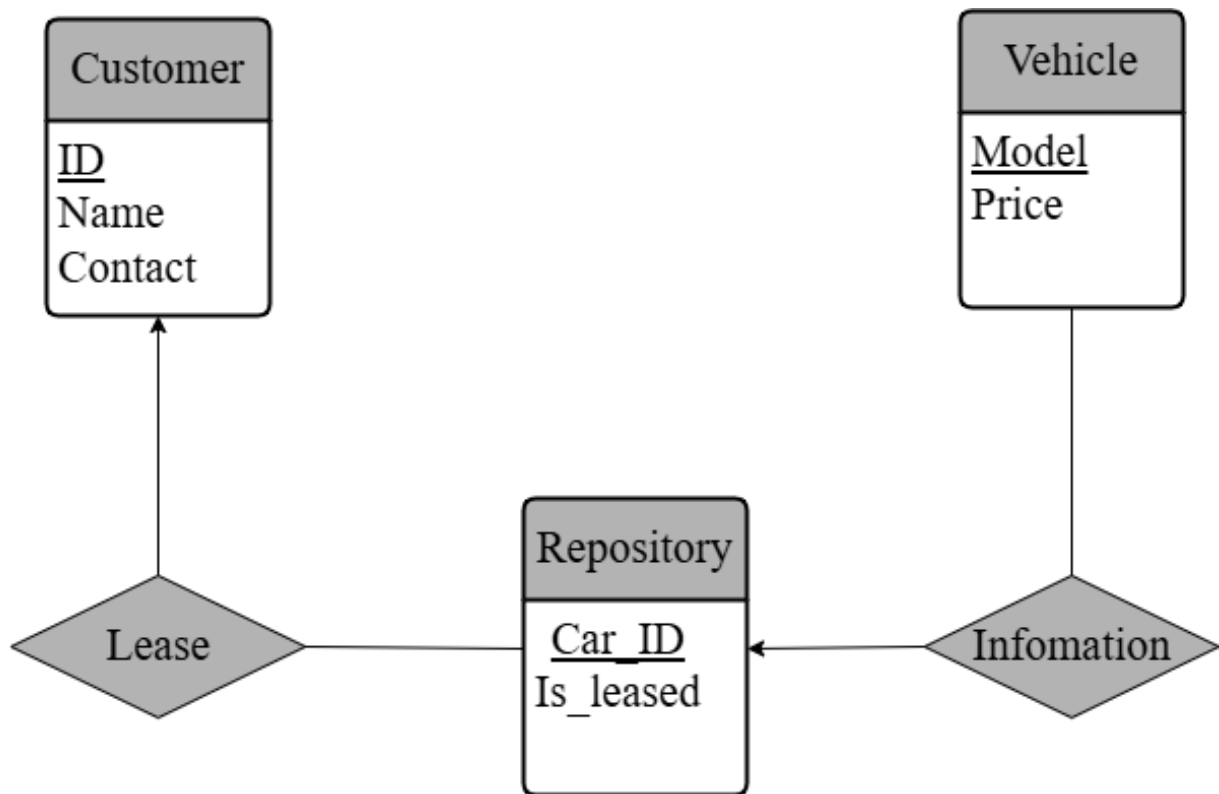 Customer
ID
Name
Contact
Vehicle
Model
Price
Lease
Repository
Car_ID
Is_leased
Infomation